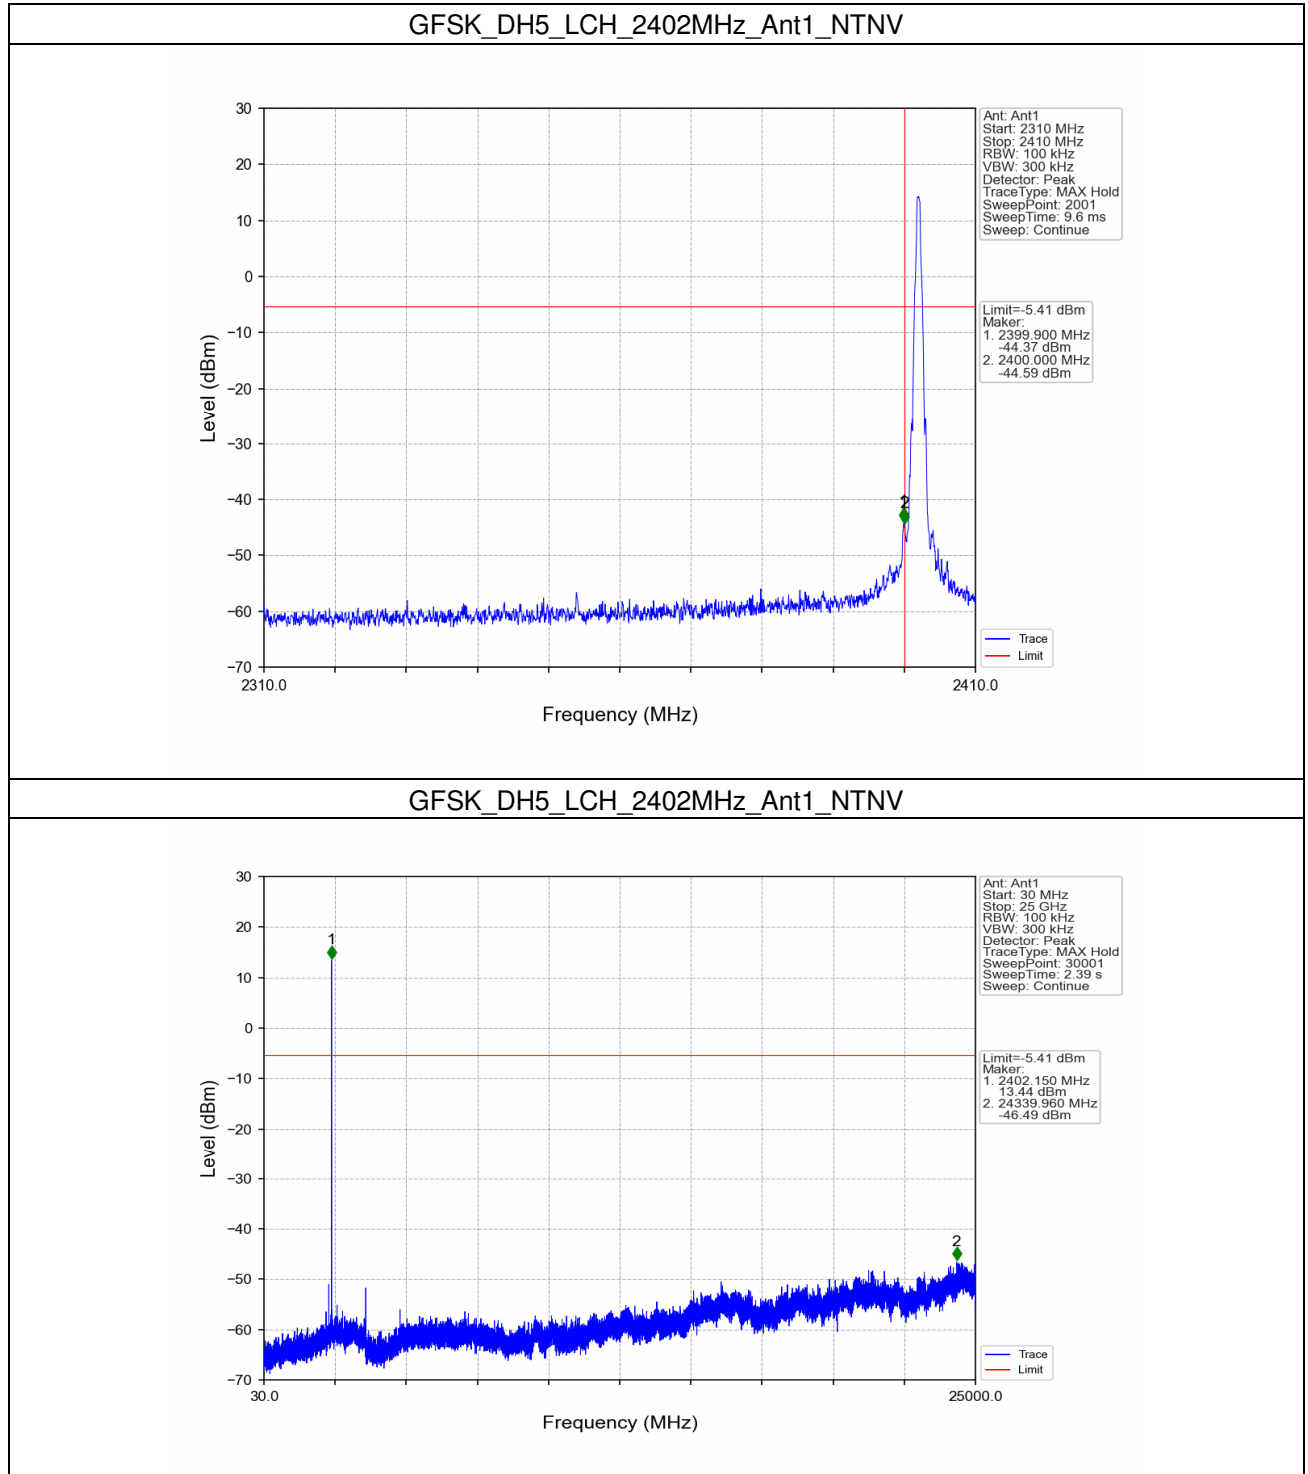 GFSK_DH5_LCH_2402MHz_Ant1_NTNV
30
20
10
0
−10
−20
−30
−40
−50
−60
−70
Level (dBm)
2310.0
2410.0
Frequency (MHz)
2
Ant: Ant1
Start: 2310 MHz
Stop: 2410 MHz
RBW: 100 kHz
VBW: 300 kHz
Detector: Peak
TraceType: MAX Hold
SweepPoint: 2001
SweepTime: 9.6 ms
Sweep: Continue
Limit=-5.41 dBm
Maker:
1. 2399.900 MHz
-44.37 dBm
2. 2400.000 MHz
-44.59 dBm
Trace
Limit
GFSK_DH5_LCH_2402MHz_Ant1_NTNV
30
20
10
0
−10
−20
−30
−40
−50
−60
−70
Level (dBm)
30.0
25000.0
Frequency (MHz)
1
2
Ant: Ant1
Start: 30 MHz
Stop: 25 GHz
RBW: 100 kHz
VBW: 300 kHz
Detector: Peak
TraceType: MAX Hold
SweepPoint: 30001
SweepTime: 2.39 s
Sweep: Continue
Limit=-5.41 dBm
Maker:
1. 2402.150 MHz
13.44 dBm
2. 24339.960 MHz
-46.49 dBm
Trace
Limit